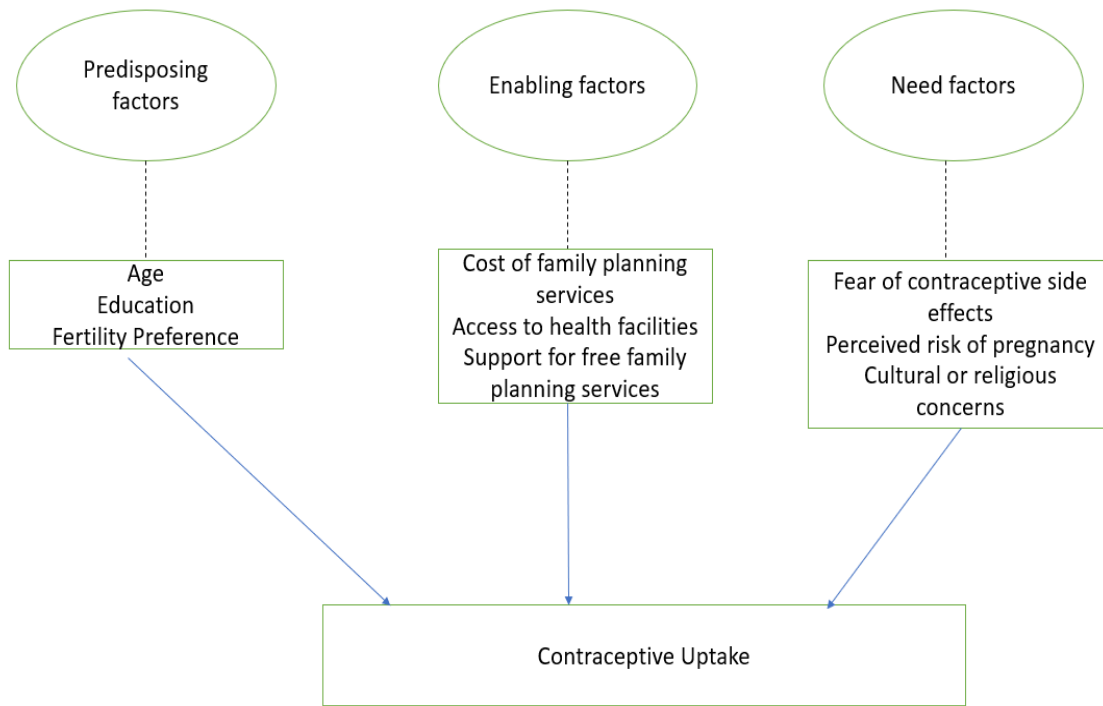 Predisposing
factors
Enabling factors
Need factors
Age
Education
Fertility Preference
Cost of family planning
services
Access to health facilities
Support for free family
planning services
Fear of contraceptive side
effects
Perceived risk of pregnancy
Cultural or religious
concerns
Contraceptive Uptake